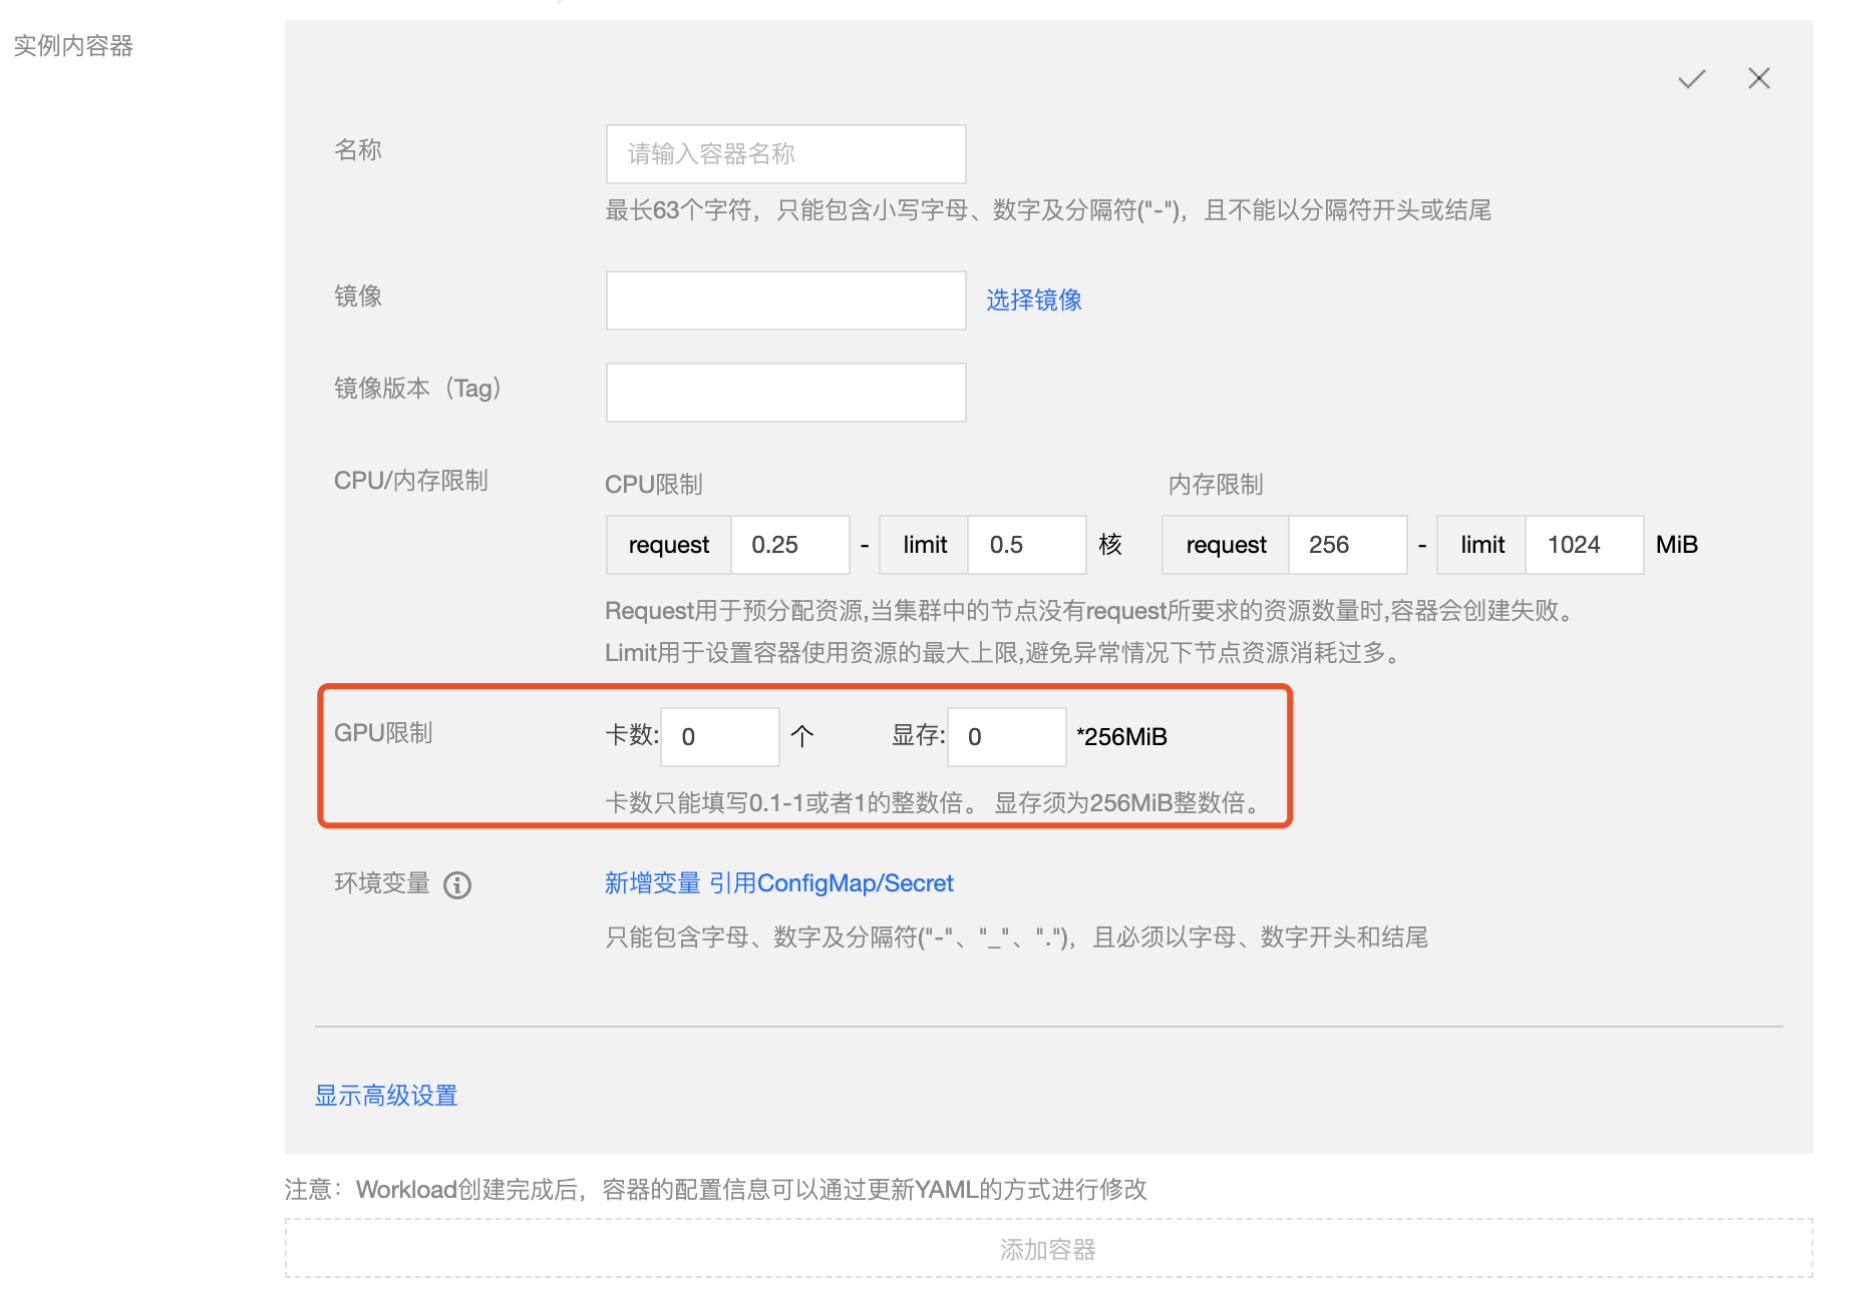 实例内容器
名称
请输入容器名称
最长63个字符，只能包含小写字母、数字及分隔符("-")，且不能以分隔符开头或结尾
镜像
选择镜像
镜像版本（Tag）
CPU/内存限制
CPU限制 内存限制
request 0.25 - limit 0.5 核 request 256 - limit 1024 MiB
Request用于预分配资源,当集群中的节点没有request所要求的资源数量时,容器会创建失败。
Limit用于设置容器使用资源的最大上限,避免异常情况下节点资源消耗过多。
GPU限制 卡数: 0 个 显存: 0 *256MiB
卡数只能填写0.1-1或者1的整数倍。 显存须为256MiB整数倍。
环境变量 新增变量 引用ConfigMap/Secret
只能包含字母、数字及分隔符("-"、"_"、".")，且必须以字母、数字开头和结尾
显示高级设置
注意：Workload创建完成后，容器的配置信息可以通过更新YAML的方式进行修改
添加容器